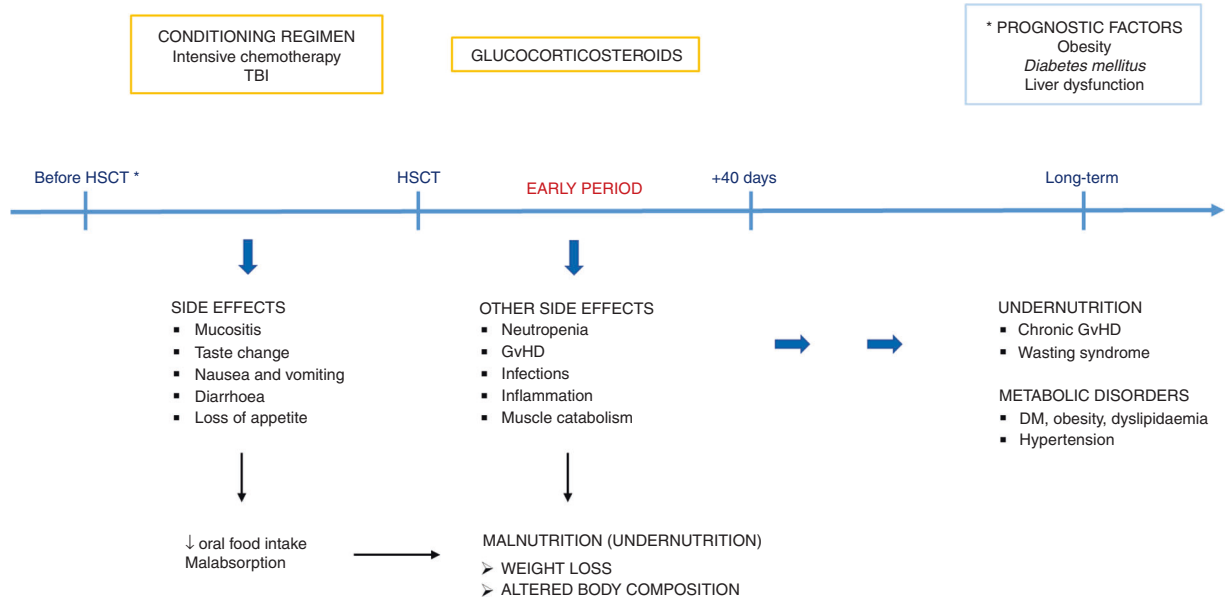 CONDITIONING REGIMEN
Intensive chemotherapy
TBI
GLUCOCORTICOSTEROIDS
* PROGNOSTIC FACTORS
Obesity
Diabetes mellitus
Liver dysfunction
Before HSCT *
HSCT
EARLY PERIOD
+40 days
Long-term
SIDE EFFECTS
▪ Mucositis
▪ Taste change
▪ Nausea and vomiting
▪ Diarrhoea
▪ Loss of appetite
OTHER SIDE EFFECTS
▪ Neutropenia
▪ GvHD
▪ Infections
▪ Inflammation
▪ Muscle catabolism
UNDERNUTRITION
▪ Chronic GvHD
▪ Wasting syndrome
METABOLIC DISORDERS
▪ DM, obesity, dyslipidaemia
▪ Hypertension
↓ oral food intake
Malabsorption
MALNUTRITION (UNDERNUTRITION)
➢ WEIGHT LOSS
➢ ALTERED BODY COMPOSITION